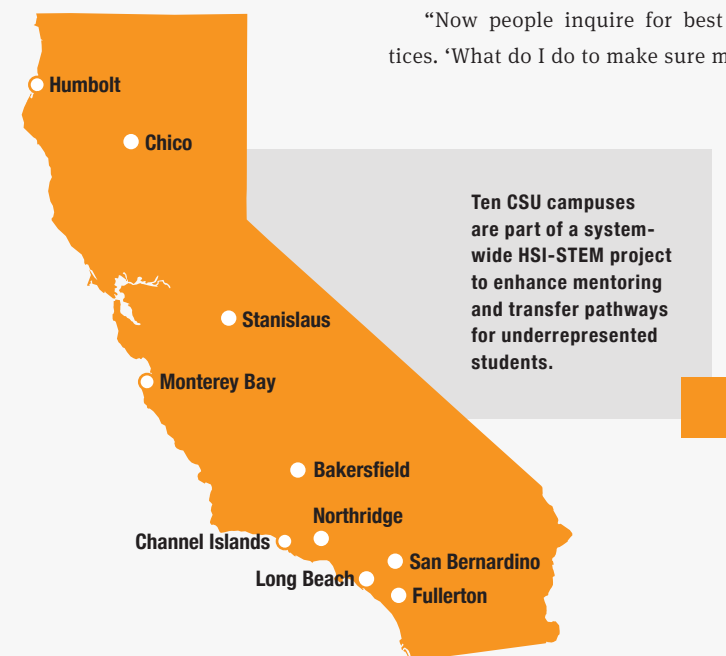 “Now people inquire for best
tices. ‘What do I do to make sure m
Humbolt
Chico
Ten CSU campuses
are part of a system-
wide HSI-STEM project
to enhance mentoring
and transfer pathways
for underrepresented
students.
Stanislaus
Monterey Bay
Bakersfield
Northridge
Channel Islands
San Bernardino
Long Beach
Fullerton